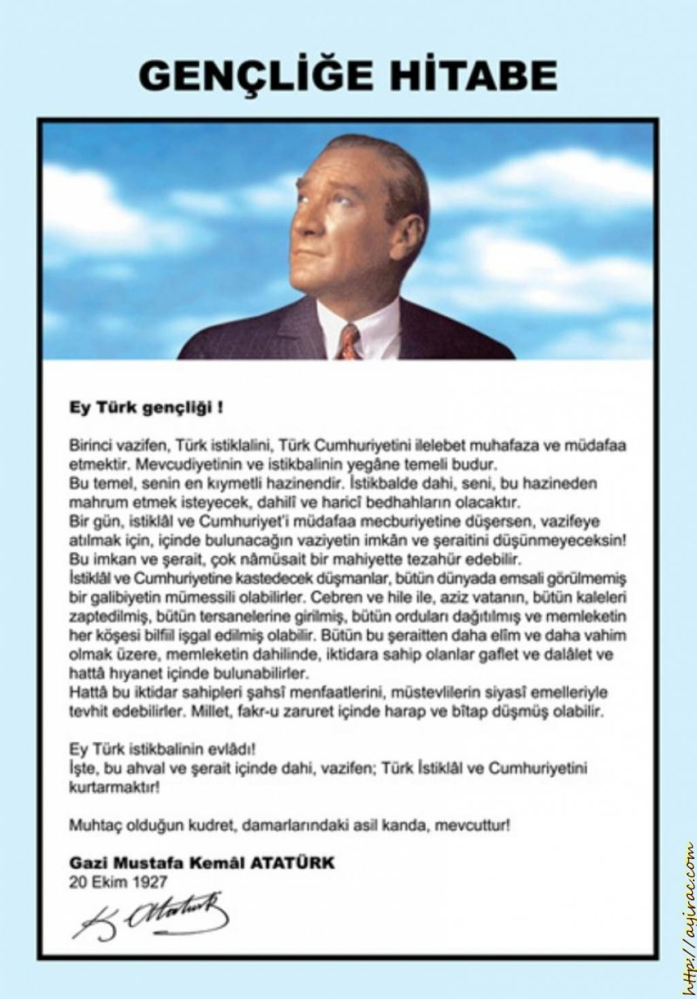 GENÇLİĞE HİTABE
Ey Türk gençliği !
Birinci vazifen, Türk istiklalini, Türk Cumhuriyetini ilelebet muhafaza ve müdafaa
etmektir. Mevcudiyetinin ve istikbalinin yegâne temeli budur.
Bu temel, senin en kıymetli hazinendir. İstikbalde dahi, seni, bu hazineden
mahrum etmek isteyecek, dahilî ve haricî bedhahların olacaktır.
Bir gün, istiklâl ve Cumhuriyet'i müdafaa mecburiyetine düşersen, vazifeye
atılmak için, içinde bulunacağın vaziyetin imkân ve şeraitini düşünmeyeceksin!
Bu imkan ve şerait, çok nâmüsait bir mahiyette tezahür edebilir.
İstiklâl ve Cumhuriyetine kastedecek düşmanlar, bütün dünyada emsali görülmemiş
bir galibiyetin mümessili olabilirler. Cebren ve hile ile, aziz vatanın, bütün kaleleri
zaptedilmiş, bütün tersanelerine girilmiş, bütün orduları dağıtılmış ve memleketin
her köşesi bilfiil işgal edilmiş olabilir. Bütün bu şeraitten daha elîm ve daha vahim
olmak üzere, memleketin dahilinde, iktidara sahip olanlar gaflet ve dalâlet ve
hattâ hıyanet içinde bulunabilirler.
Hattâ bu iktidar sahipleri şahsî menfaatlerini, müstevlilerin siyasî emelleriyle
tevhit edebilirler. Millet, fakr-u zaruret içinde harap ve bîtap düşmüş olabilir.
Ey Türk istikbalinin evlâdı!
İşte, bu ahval ve şerait içinde dahi, vazifen; Türk İstiklâl ve Cumhuriyetini
kurtarmaktır!
Muhtaç olduğun kudret, damarlarındaki asil kanda, mevcuttur!
Gazi Mustafa Kemâl ATATÜRK
20 Ekim 1927
K. Atatürk
http://ayirac.com